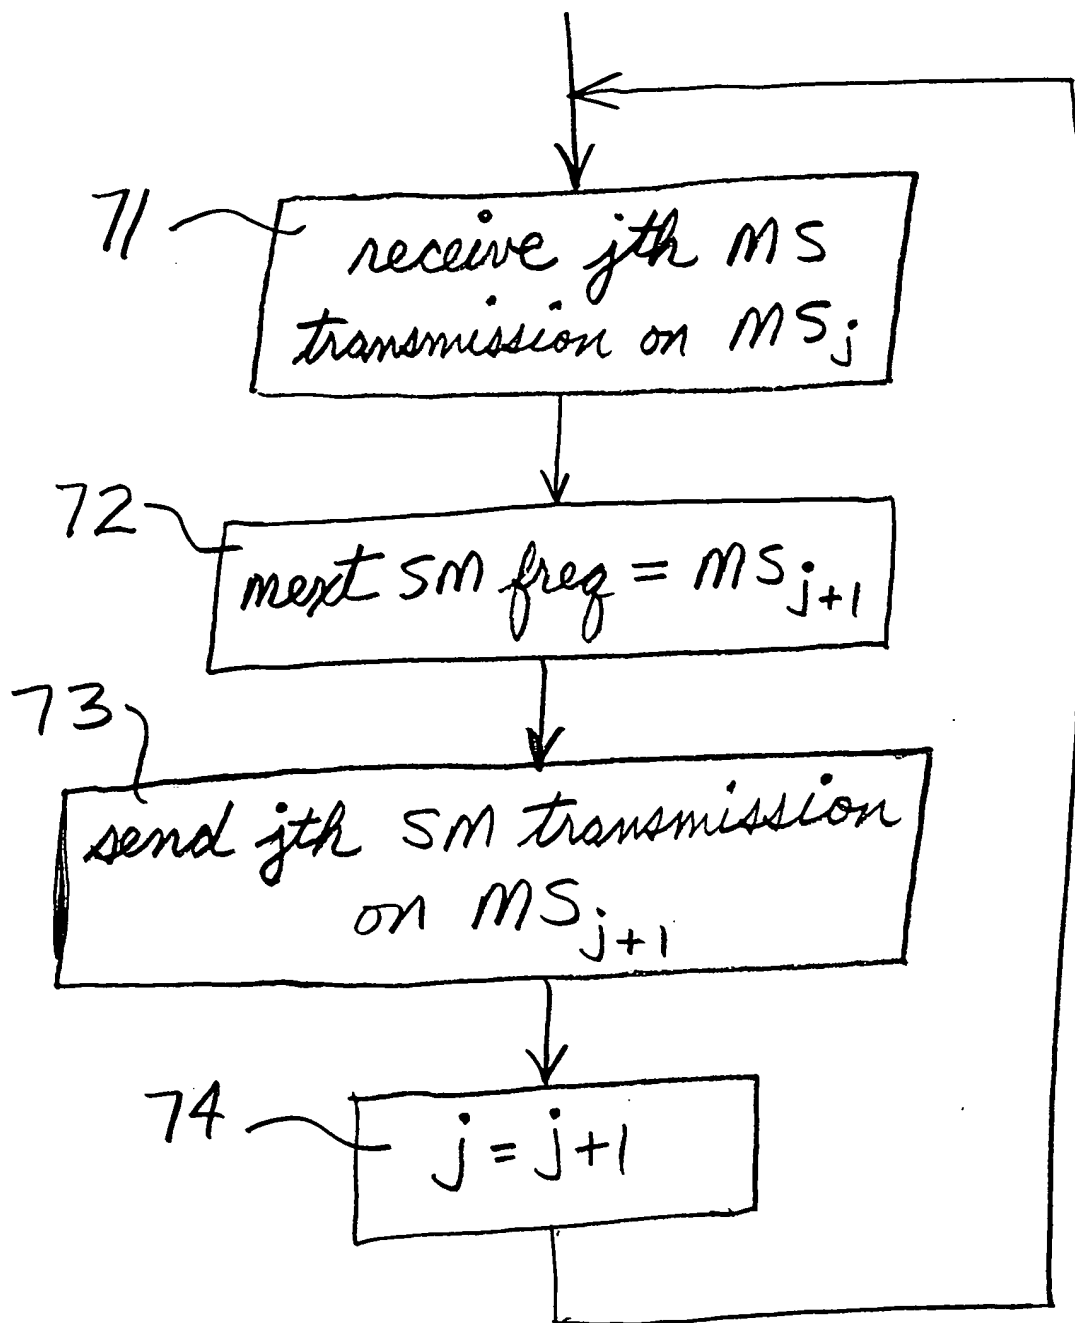 71
receive jth MS
transmission on MSj
72
next SM freq = MSj+1
73
send jth SM transmission
on MSj+1
74
j = j+1